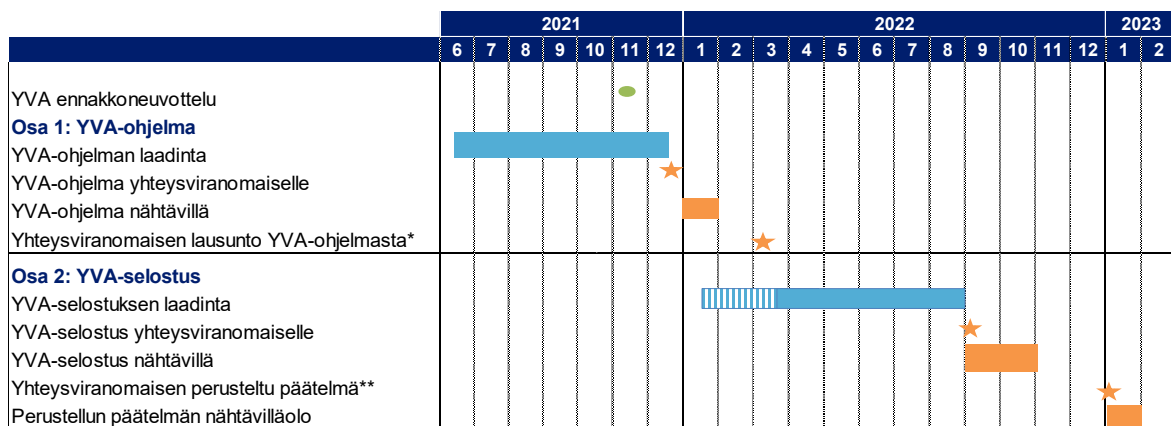 2021 2022 2023
6 7 8 9 10 11 12 1 2 3 4 5 6 7 8 9 10 11 12 1 2
YVA ennakkoneuvottelu
Osa 1: YVA-ohjelma
YVA-ohjelman laadinta
YVA-ohjelma yhteysviranomaiselle
YVA-ohjelma nähtävillä
Yhteysviranomaisen lausunto YVA-ohjelmasta*
Osa 2: YVA-selostus
YVA-selostuksen laadinta
YVA-selostus yhteysviranomaiselle
YVA-selostus nähtävillä
Yhteysviranomaisen perusteltu päätelmä**
Perustellun päätelmän nähtävilläolo